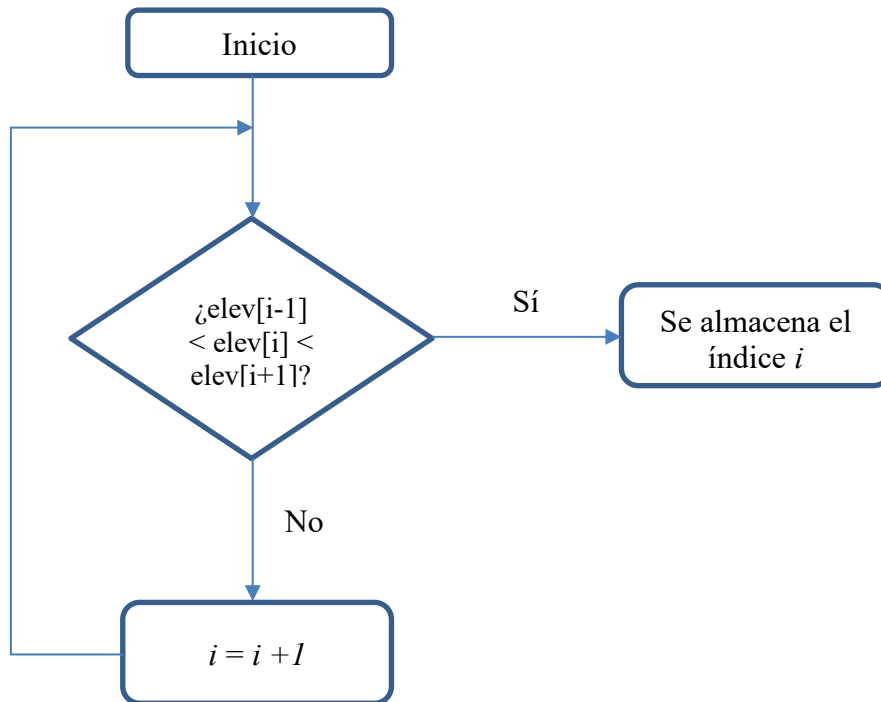 Inicio
¿elev[i-1]
< elev[i] <
elev[i+1]?
Sí
Se almacena el
índice i
No
i = i +1